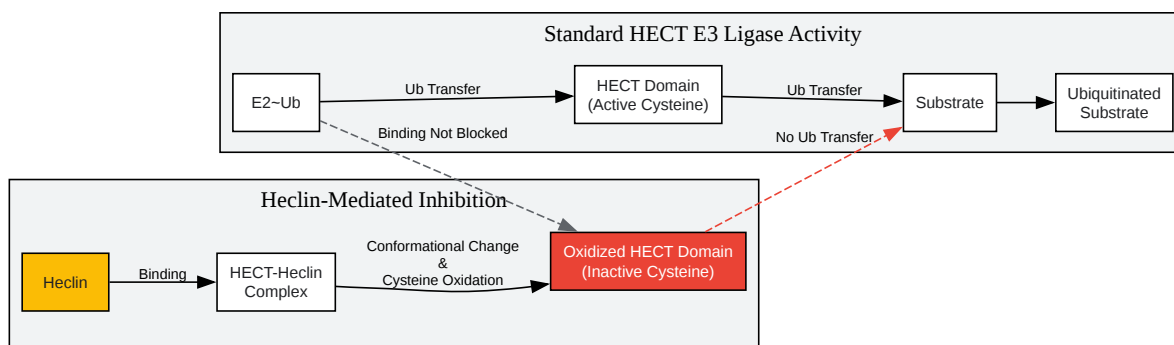 Standard HECT E3 Ligase Activity
E2~Ub
Ub Transfer
HECT Domain
(Active Cysteine)
Ub Transfer
Substrate
Ubiquitinated
Substrate
Binding Not Blocked
No Ub Transfer
Heclin-Mediated Inhibition
Heclin
Binding
HECT-Heclin
Complex
Conformational Change
&
Cysteine Oxidation
Oxidized HECT Domain
(Inactive Cysteine)